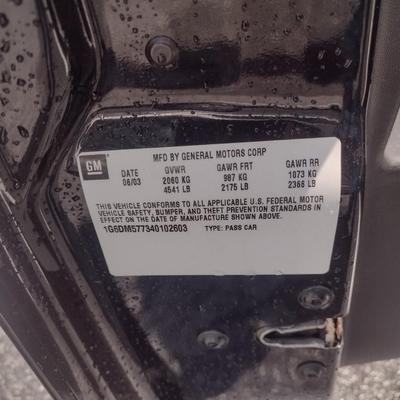 GM
MFD BY GENERAL MOTORS CORP
DATE GVWR GAWR FRT GAWR RR
06/03 2060 KG 987 KG 1073 KG
4541 LB 2175 LB 2366 LB
THIS VEHICLE CONFORMS TO ALL APPLICABLE U.S. FEDERAL MOTOR
VEHICLE SAFETY, BUMPER, AND THEFT PREVENTION STANDARDS IN
EFFECT ON THE DATE OF MANUFACTURE SHOWN ABOVE.
1G6DM577340102603 TYPE: PASS CAR